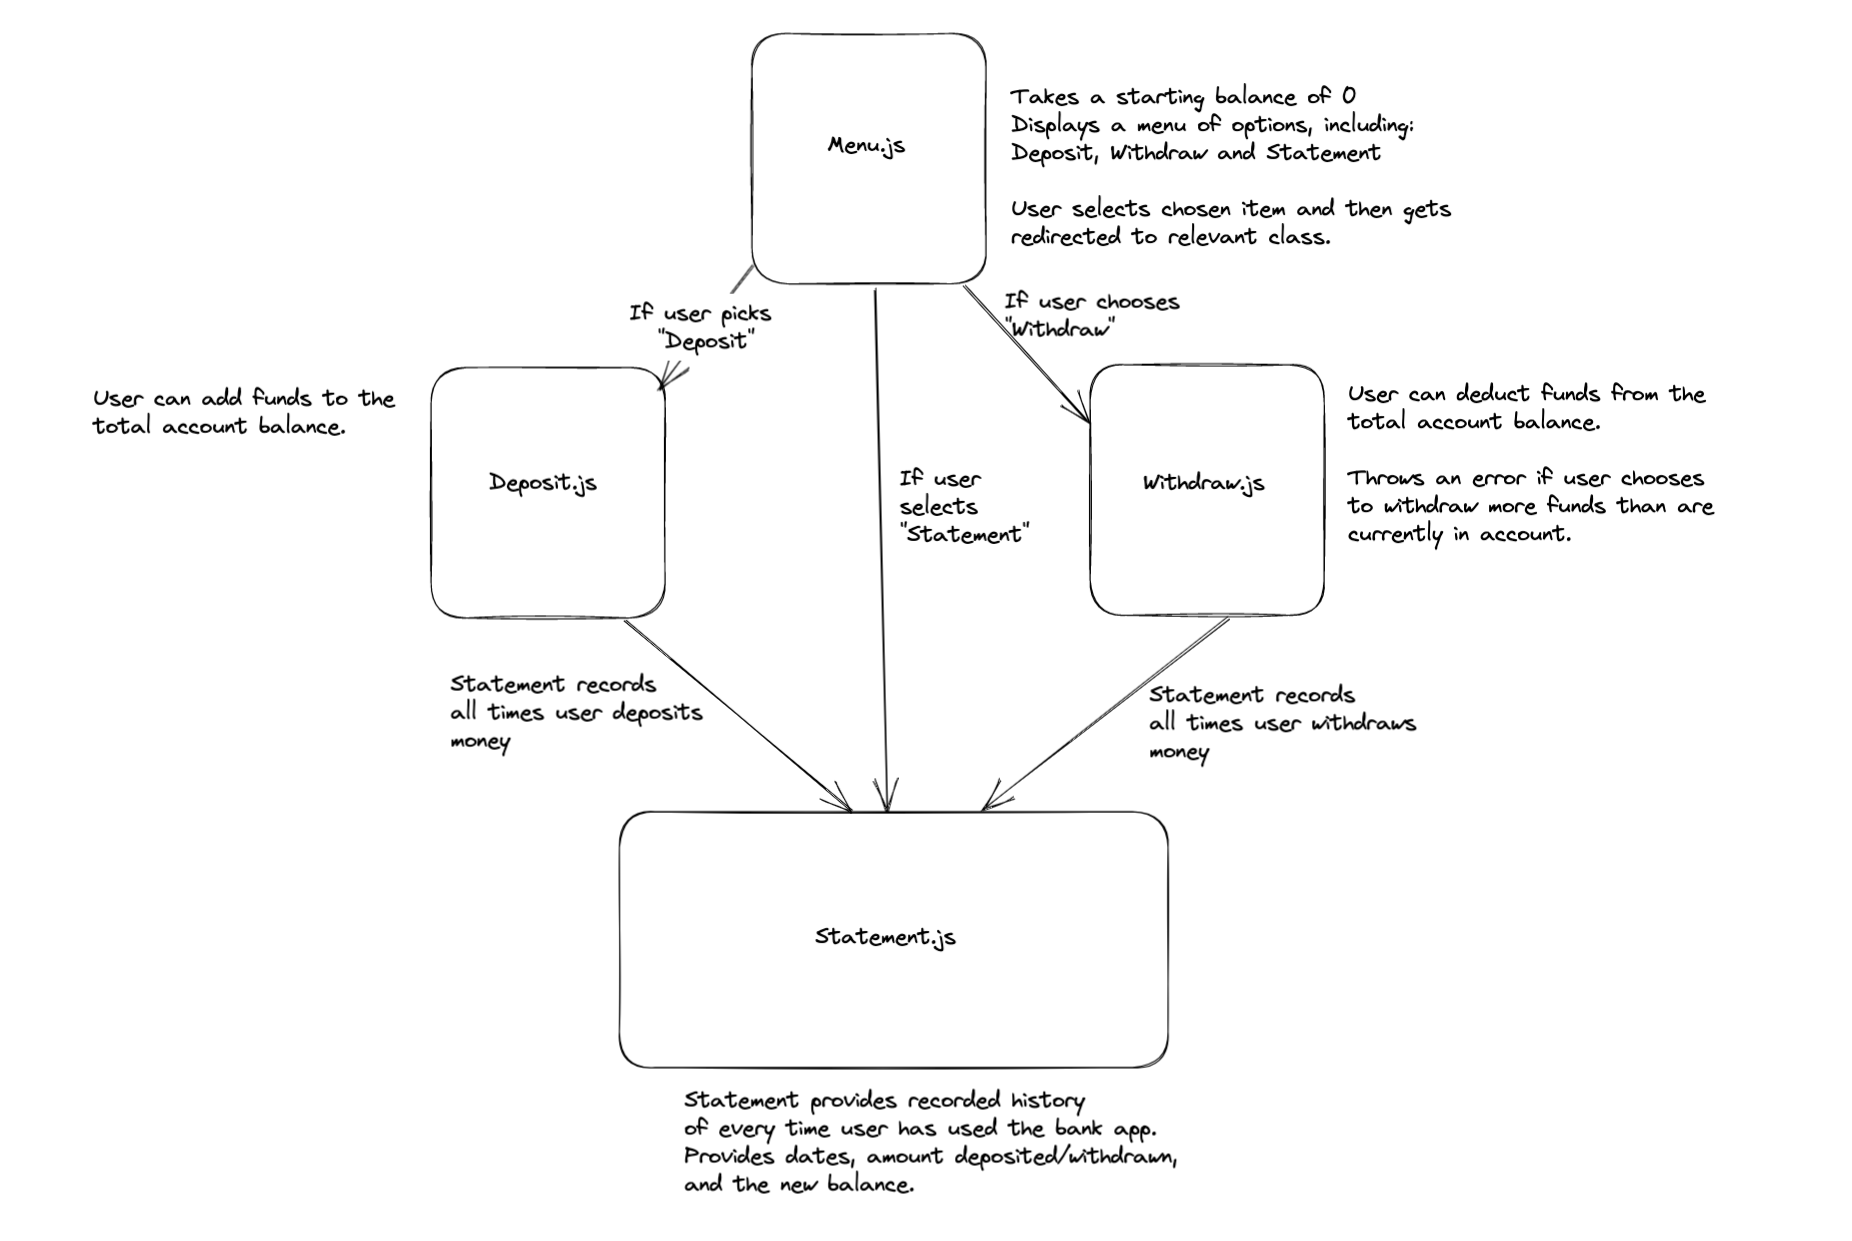 Menu.js
Takes a starting balance of 0
Displays a menu of options, including:
Deposit, Withdraw and Statement
User selects chosen item and then gets
redirected to relevant class.
If user picks
"Deposit"
If user chooses
"Withdraw"
User can add funds to the
total account balance.
Deposit.js
If user
selects
"Statement"
Withdraw.js
User can deduct funds from the
total account balance.
Throws an error if user chooses
to withdraw more funds than are
currently in account.
Statement records
all times user deposits
money
Statement records
all times user withdraws
money
Statement.js
Statement provides recorded history
of every time user has used the bank app.
Provides dates, amount deposited/withdrawn,
and the new balance.